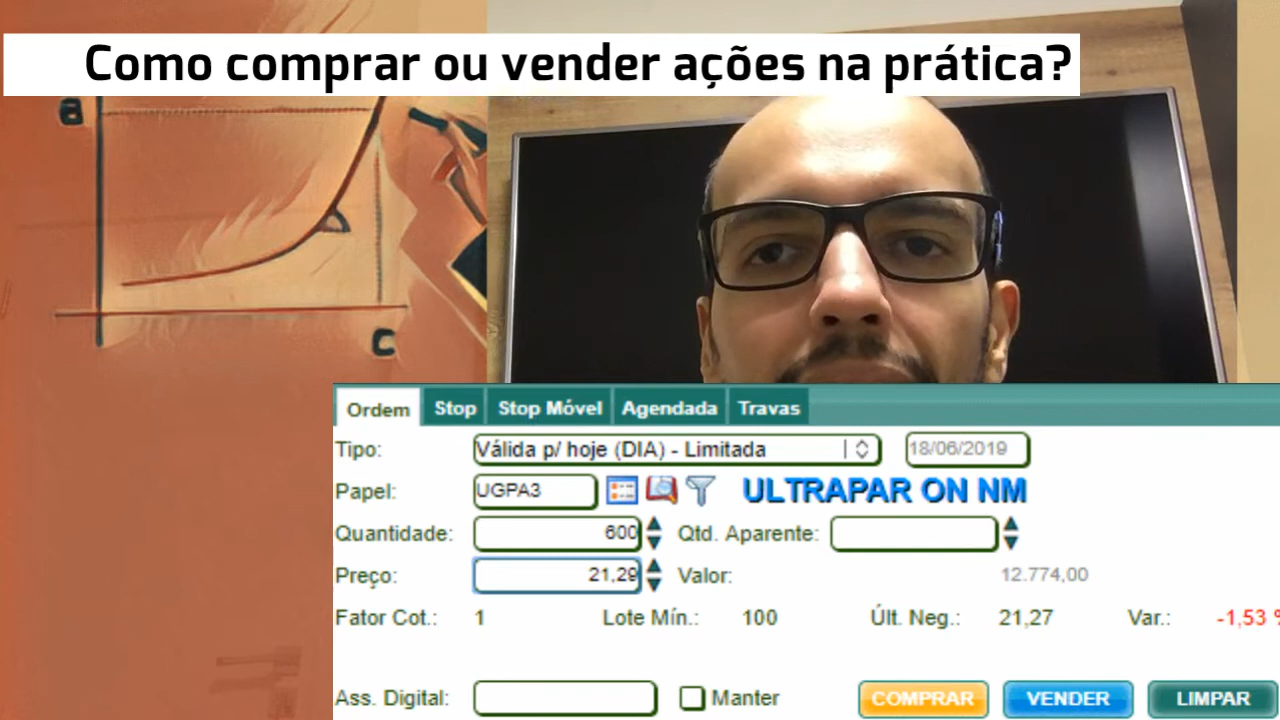 Como comprar ou vender ações na prática?
B
C
Ordem Stop Stop Móvel Agendada Travas
Tipo: Válida p/ hoje (DIA) - Limitada 18/06/2019
Papel: UGPA3 ULTRAPAR ON NM
Quantidade: 600 Qtd. Aparente:
Preço: 21,29 Valor: 12.774,00
Fator Cot.: 1 Lote Mín.: 100 Últ. Neg.: 21,27 Var.: -1,53 %
Ass. Digital: Manter COMPRAR VENDER LIMPAR